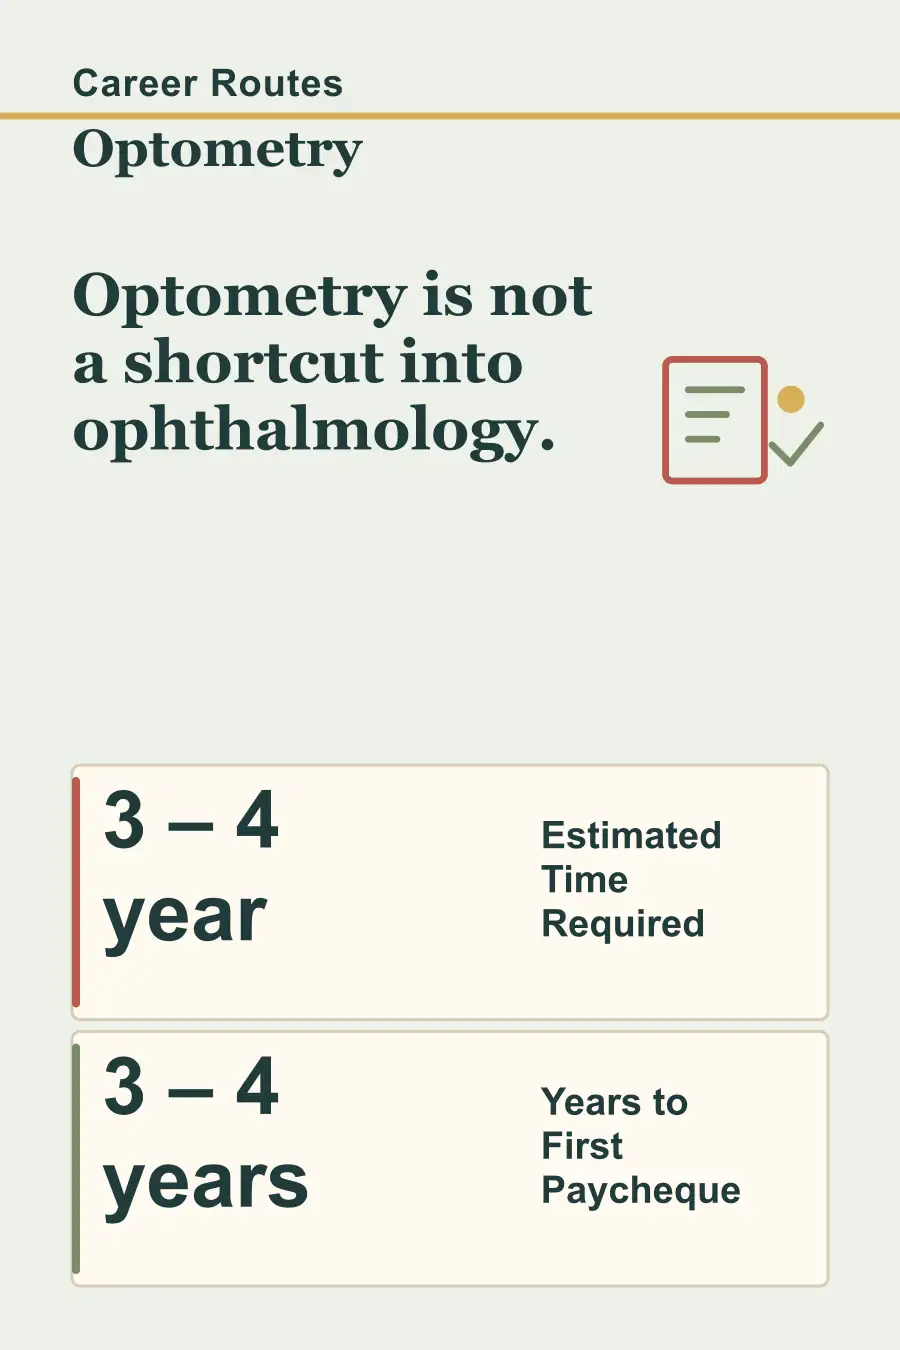 Career Routes
Optometry
Optometry is not
a shortcut into
ophthalmology.
3 – 4
year
Estimated
Time
Required
3 – 4
years
Years to
First
Paycheque